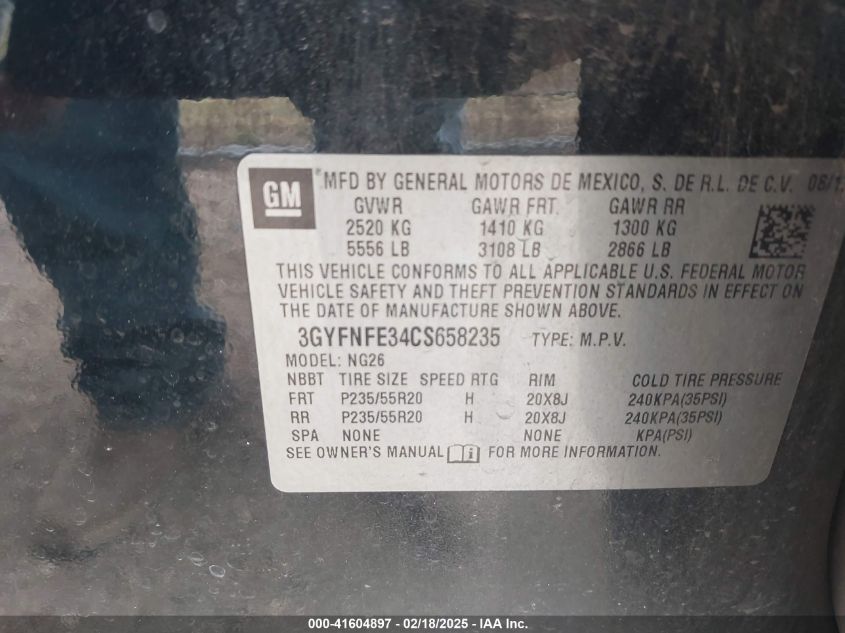 GM
MFD BY GENERAL MOTORS DE MEXICO, S. DE R.L. DE C.V. 08/1
GVWR GAWR FRT. GAWR RR
2520 KG 1410 KG 1300 KG
5556 LB 3108 LB 2866 LB
THIS VEHICLE CONFORMS TO ALL APPLICABLE U.S. FEDERAL MOTOR
VEHICLE SAFETY AND THEFT PREVENTION STANDARDS IN EFFECT ON
THE DATE OF MANUFACTURE SHOWN ABOVE.
3GYFNFE34CS658235 TYPE: M.P.V.
MODEL: NG26
NBBT TIRE SIZE SPEED RTG RIM COLD TIRE PRESSURE
FRT P235/55R20 H 20X8J 240KPA(35PSI)
RR P235/55R20 H 20X8J 240KPA(35PSI)
SPA NONE NONE KPA(PSI)
SEE OWNER'S MANUAL FOR MORE INFORMATION.
000-41604897 - 02/18/2025 - IAA Inc.